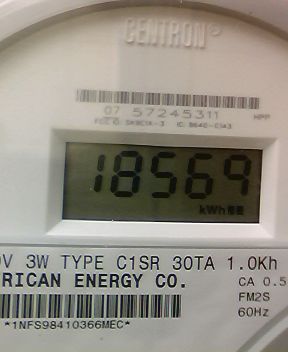 CENTRON®
07 57245311
HPP
18569
kWh
V 3W TYPE C1SR 30TA 1.0Kh
RICAN ENERGY CO.
CA 0.5
FM2S
60Hz
*1NFS98410366MEC*